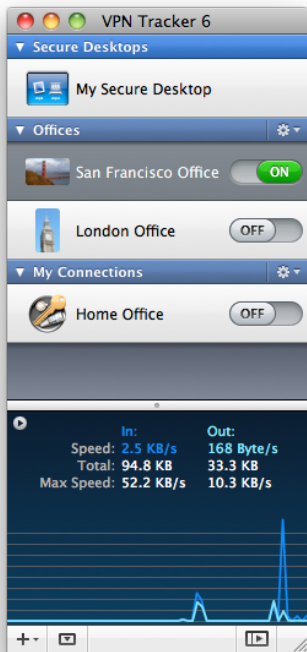 VPN Tracker 6
Secure Desktops
My Secure Desktop
Offices
San Francisco Office ON
London Office OFF
My Connections
Home Office OFF
In: Out:
Speed: 2.5 KB/s 168 Byte/s
Total: 94.8 KB 33.3 KB
Max Speed: 52.2 KB/s 10.3 KB/s